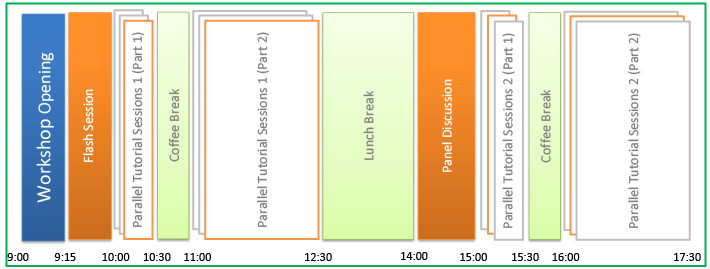 Workshop Opening
Flash Session
Parallel Tutorial Sessions 1 (Part 1)
Coffee Break
Parallel Tutorial Sessions 1 (Part 2)
Lunch Break
Panel Discussion
Parallel Tutorial Sessions 2 (Part 1)
Coffee Break
Parallel Tutorial Sessions 2 (Part 2)
9:00 9:15 10:00 10:30 11:00 12:30 14:00 15:00 15:30 16:00 17:30